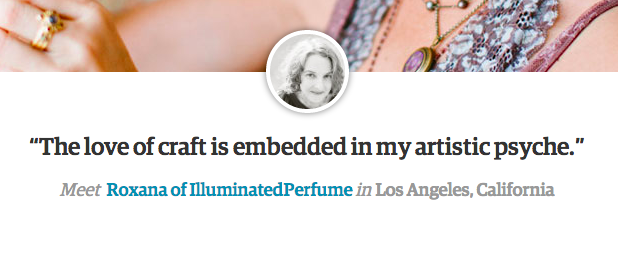 “The love of craft is embedded in my artistic psyche.”
Meet Roxana of IlluminatedPerfume in Los Angeles, California